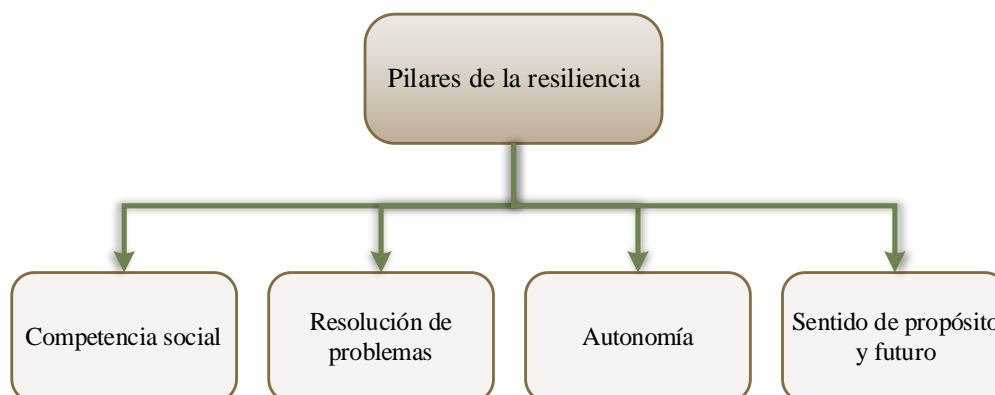 Pilares de la resiliencia
Competencia social
Resolución de
problemas
Autonomía
Sentido de propósito
y futuro